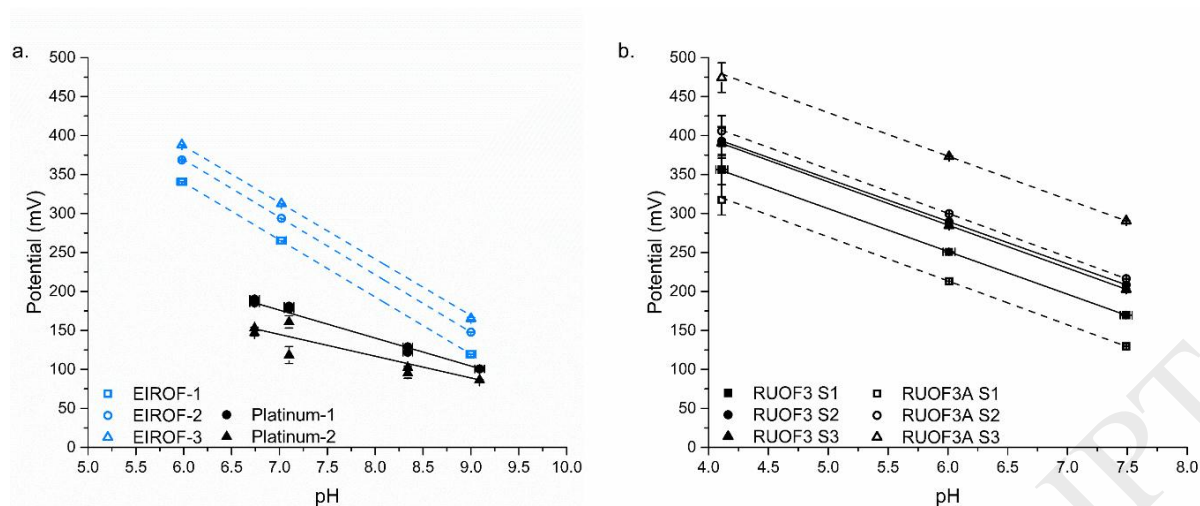 a.
500
450
400
350
300
250
200
150
100
50
0
Potential (mV)
5.0 5.5 6.0 6.5 7.0 7.5 8.0 8.5 9.0 9.5 10.0
pH
EIROF-1
EIROF-2 Platinum-1
EIROF-3 Platinum-2
b.
500
450
400
350
300
250
200
150
100
50
0
Potential (mV)
4.0 4.5 5.0 5.5 6.0 6.5 7.0 7.5 8.0
pH
RUOF3 S1 RUOF3A S1
RUOF3 S2 RUOF3A S2
RUOF3 S3 RUOF3A S3
IPT